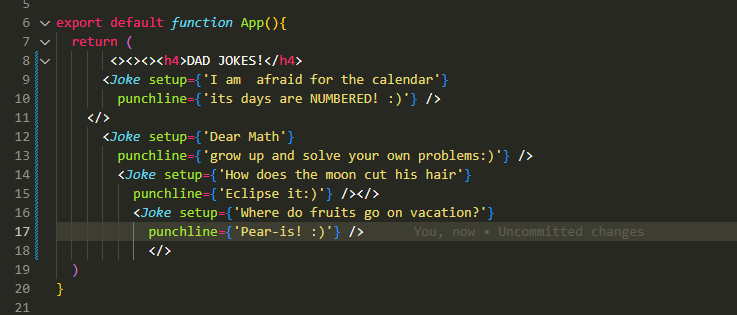 5
6 export default function App(){
7 return (
8 <><><><h4>DAD JOKES!</h4>
9 <Joke setup={'I am  afraid for the calendar'}
10 punchline={'its days are NUMBERED! :)'} />
11 </>
12 <Joke setup={'Dear Math'}
13 punchline={'grow up and solve your own problems:)'} />
14 <Joke setup={'How does the moon cut his hair'}
15 punchline={'Eclipse it:)'} /></>
16 <Joke setup={'Where do fruits go on vacation?'}
17 punchline={'Pear-is! :)'} /> You, now • Uncommitted changes
18 </>
19 )
20 }
21